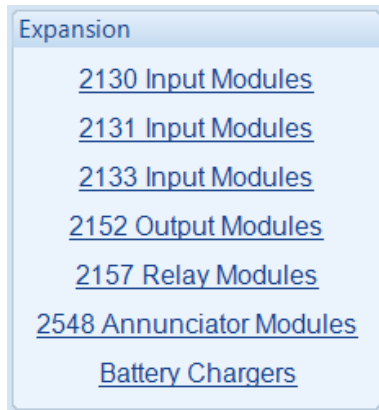 Expansion
2130 Input Modules
2131 Input Modules
2133 Input Modules
2152 Output Modules
2157 Relay Modules
2548 Annunciator Modules
Battery Chargers